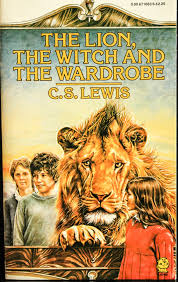 THE LION,
THE WITCH AND
THE WARDROBE
C.S. LEWIS